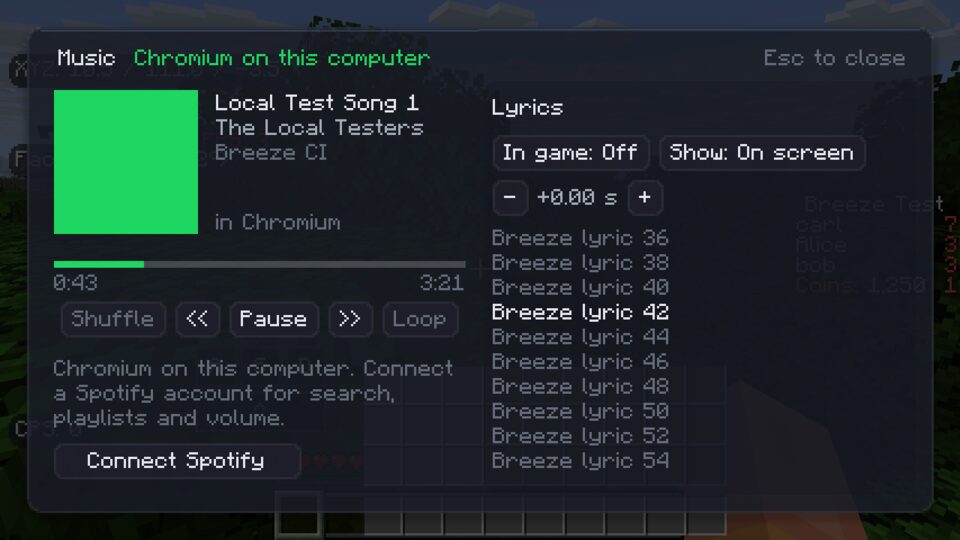 Music Chromium on this computer
Esc to close
Local Test Song 1
The Local Testers
Breeze CI
in Chromium
0:43
3:21
Shuffle
<<
Pause
>>
Loop
Chromium on this computer. Connect
a Spotify account for search,
playlists and volume.
Connect Spotify
Lyrics
In game: Off
Show: On screen
-
+0.00 s
+
Breeze lyric 36
Breeze lyric 38
Breeze lyric 40
Breeze lyric 42
Breeze lyric 44
Breeze lyric 46
Breeze lyric 48
Breeze lyric 50
Breeze lyric 52
Breeze lyric 54
Breeze Test
carl 7
Alice 3
bob 3
Coins: 1,250 1